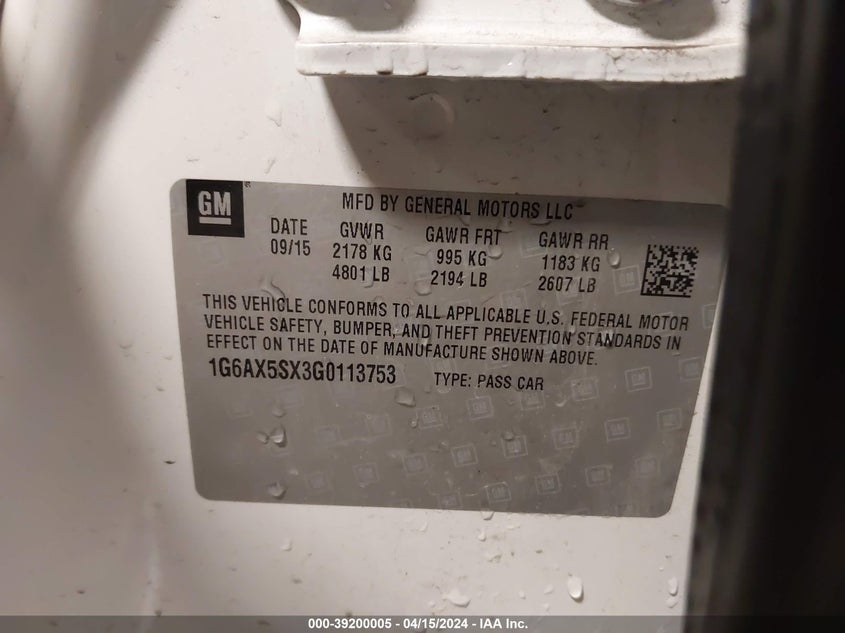 GM
MFD BY GENERAL MOTORS LLC
DATE GVWR GAWR FRT GAWR RR
09/15 2178 KG 995 KG 1183 KG
4801 LB 2194 LB 2607 LB
THIS VEHICLE CONFORMS TO ALL APPLICABLE U.S. FEDERAL MOTOR
VEHICLE SAFETY, BUMPER, AND THEFT PREVENTION STANDARDS IN
EFFECT ON THE DATE OF MANUFACTURE SHOWN ABOVE.
1G6AX5SX3G0113753 TYPE: PASS CAR
000-39200005 - 04/15/2024 - IAA Inc.